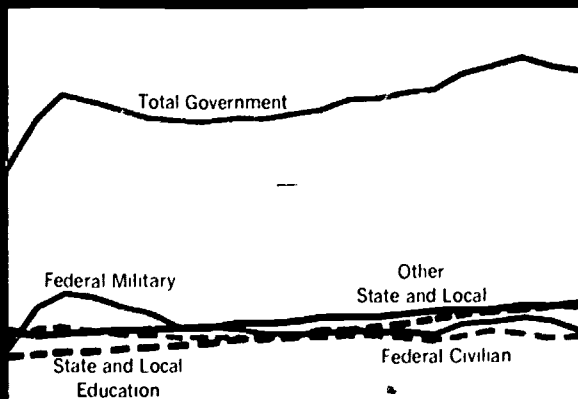 Total Government
Federal Military
Other
State and Local
State and Local
Education
Federal Civilian